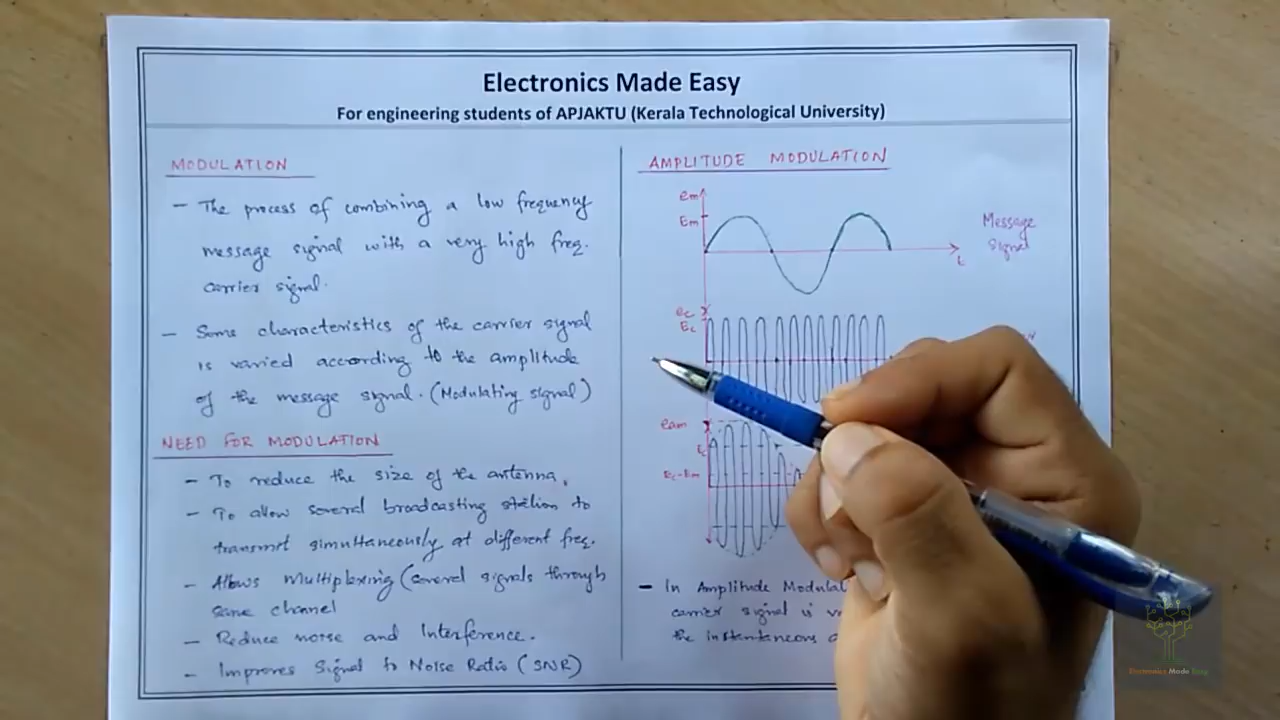 Electronics Made Easy
For engineering students of APJAKTU (Kerala Technological University)
MODULATION
- The process of combining a low frequency
message signal with a very high freq.
carrier signal.
- Some characteristics of the carrier signal
is varied according to the amplitude
of the message signal. (Modulating signal)
NEED FOR MODULATION
- To reduce the size of the antenna.
- To allow several broadcasting station to
transmit simultaneously at different freq.
- Allows Multiplexing (several signals through
same channel
- Reduce noise and Interference.
- Improves Signal to Noise Ratio (SNR)
AMPLITUDE MODULATION
em
Em
Message
Signal
t
ec
Ec
eam
Ec
Ec-Em
- In Amplitude
carrier signal is
the instantaneous
Electronics Made Easy